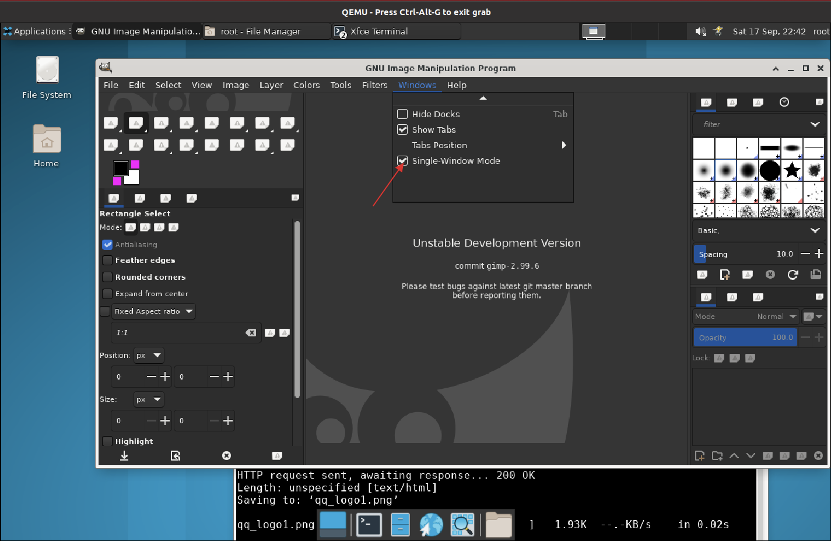 QEMU - Press Ctrl-Alt-G to exit grab
Applications
GNU Image Manipulatio...
root - File Manager
Xfce Terminal
Sat 17 Sep, 22:42
root
File System
Home
GNU Image Manipulation Program
File Edit Select View Image Layer Colors Tools Filters Windows Help
Hide Docks Tab
Show Tabs
Tabs Position
Single-Window Mode
Rectangle Select
Mode:
Antialiasing
Feather edges
Rounded corners
Expand from center
Fixed Aspect ratio
1:1
Position: px
0 0
Size: px
0 0
Highlight
Unstable Development Version
commit gimp-2.99.6
Please test bugs against latest git master branch
before reporting them.
filter
Basic,
Spacing 10.0
Mode Normal
Opacity 100.0
Lock:
HTTP request sent, awaiting response... 200 OK
Length: unspecified [text/html]
Saving to: ‘qq_logo1.png’
qq_logo1.png ] 1.93K --.-KB/s in 0.02s